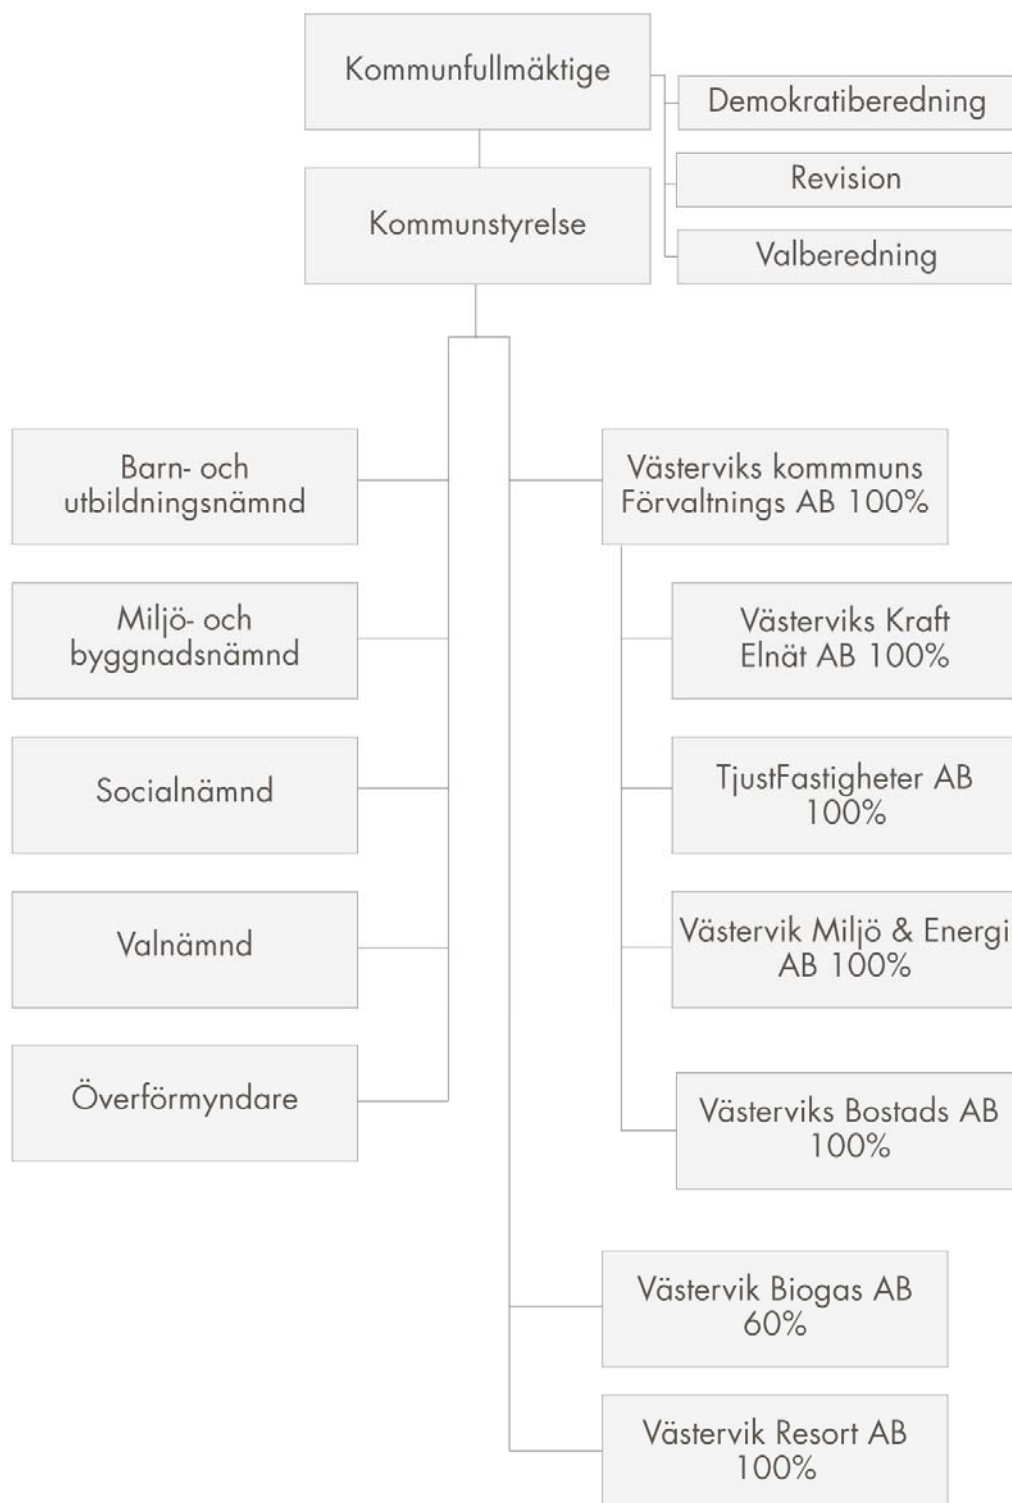 Kommunfullmäktige
Demokratiberedning
Revision
Kommunstyrelse
Valberedning
Barn- och
utbildningsnämnd
Miljö- och
byggnadsnämnd
Socialnämnd
Valnämnd
Överförmyndare
Västerviks kommmuns
Förvaltnings AB 100%
Västerviks Kraft
Elnät AB 100%
TjustFastigheter AB
100%
Västervik Miljö & Energi
AB 100%
Västerviks Bostads AB
100%
Västervik Biogas AB
60%
Västervik Resort AB
100%